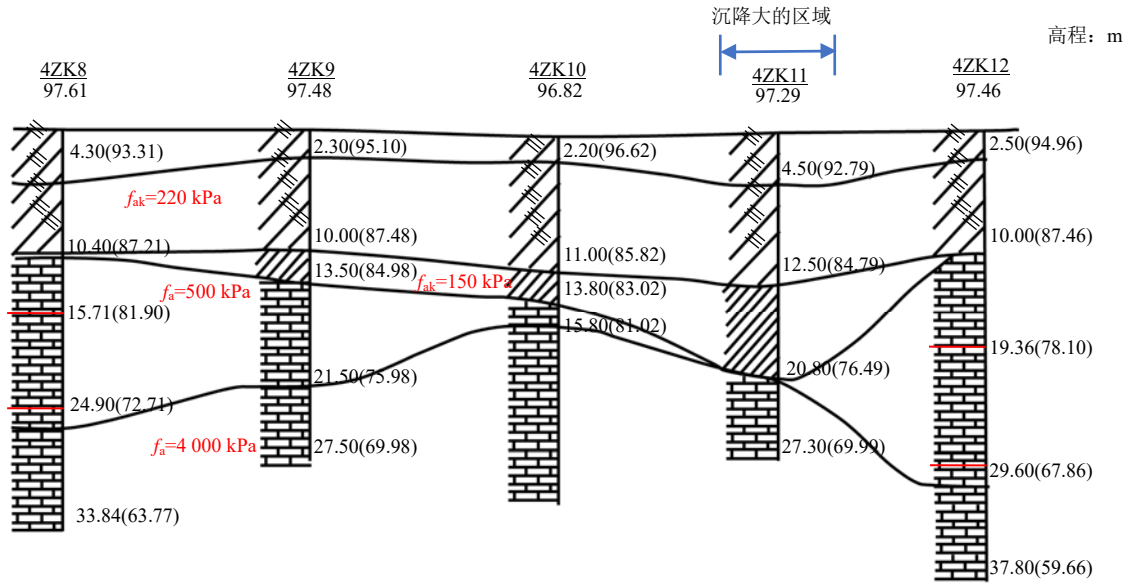 沉降大的区域
高程：m
4ZK8
97.61
4ZK9
97.48
4ZK10
96.82
4ZK11
97.29
4ZK12
97.46
4.30(93.31)
2.30(95.10)
2.20(96.62)
4.50(92.79)
2.50(94.96)
fak=220 kPa
10.40(87.21)
10.00(87.48)
11.00(85.82)
12.50(84.79)
10.00(87.46)
fa=500 kPa
13.50(84.98)
fak=150 kPa
13.80(83.02)
15.71(81.90)
15.80(81.02)
20.80(76.49)
19.36(78.10)
24.90(72.71)
21.50(75.98)
fa=4 000 kPa
27.50(69.98)
27.30(69.99)
29.60(67.86)
33.84(63.77)
37.80(59.66)